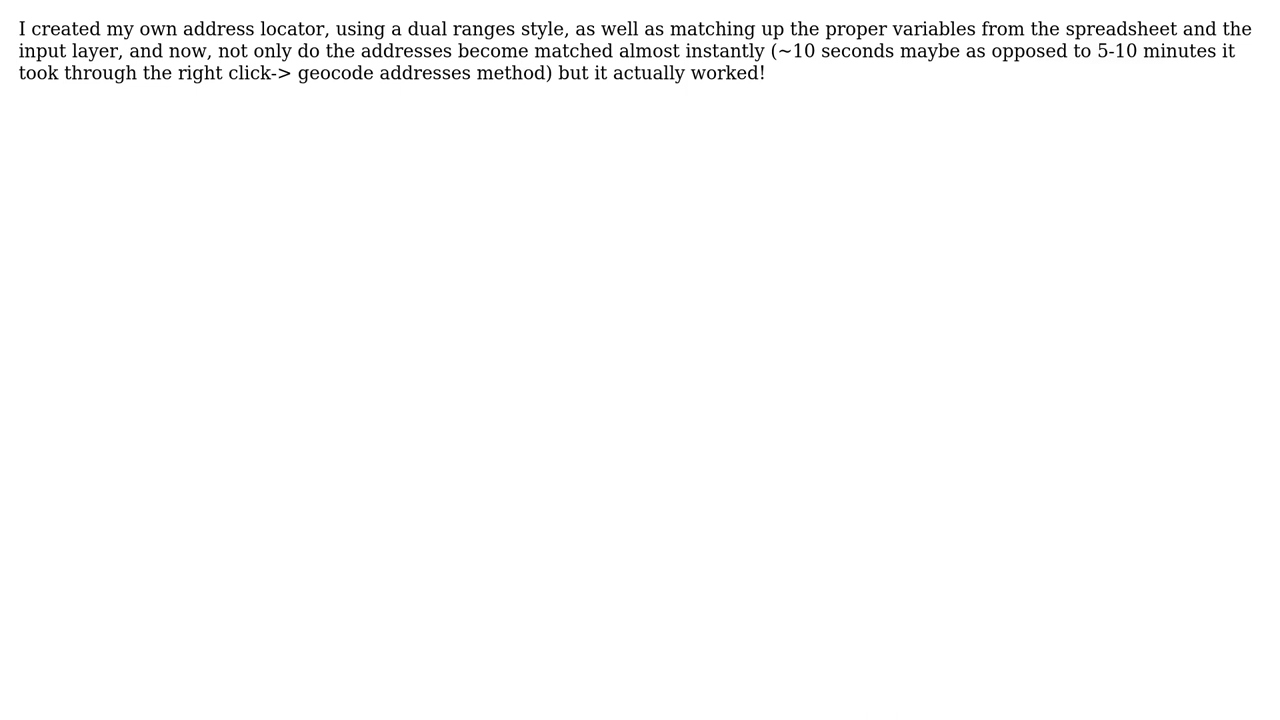 I created my own address locator, using a dual ranges style, as well as matching up the proper variables from the spreadsheet and the
input layer, and now, not only do the addresses become matched almost instantly (~10 seconds maybe as opposed to 5-10 minutes it
took through the right click-> geocode addresses method) but it actually worked!